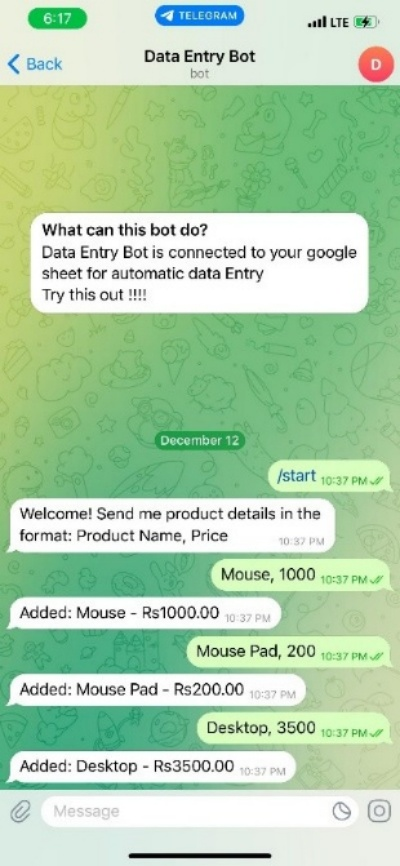 6:17
TELEGRAM
LTE
Back
Data Entry Bot
bot
D
What can this bot do?
Data Entry Bot is connected to your google
sheet for automatic data Entry
Try this out !!!!
December 12
/start 10:37 PM
Welcome! Send me product details in the
format: Product Name, Price 10:37 PM
Mouse, 1000 10:37 PM
Added: Mouse - Rs1000.00 10:37 PM
Mouse Pad, 200 10:37 PM
Added: Mouse Pad - Rs200.00 10:37 PM
Desktop, 3500 10:37 PM
Added: Desktop - Rs3500.00 10:37 PM
Message